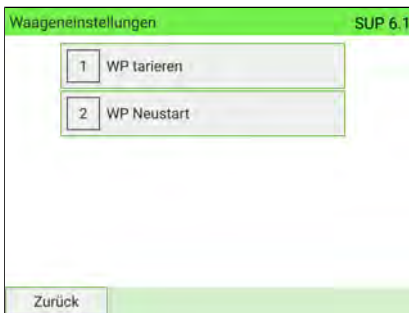 Waageneinstellungen SUP 6.1
1 WP tarieren
2 WP Neustart
Zurück